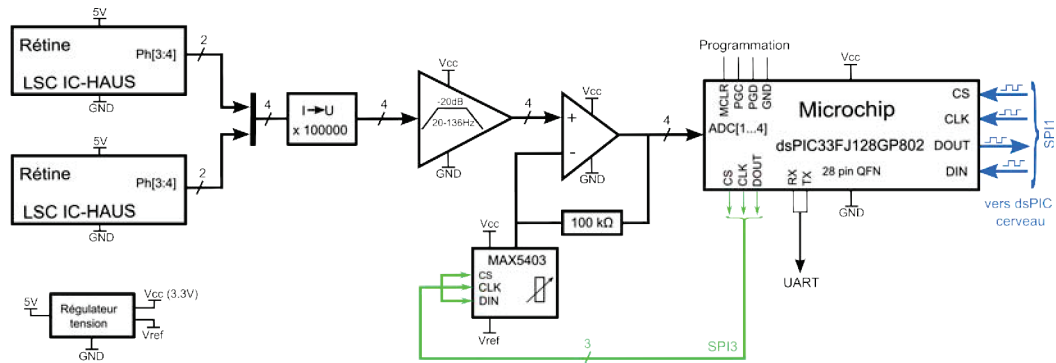 5V
Rétine
Ph[3:4]
LSC IC-HAUS
GND
2
5V
Rétine
Ph[3:4]
LSC IC-HAUS
GND
2
4
I→U
x 100000
4
Vcc
-20dB
20-136Hz
GND
4
Vcc
+
-
GND
4
100 kΩ
Vcc
MAX5403
CS
CLK
DIN
Vref
3
SPI3
Programmation
MCLR
PGC
PGD
GND
Vcc
Microchip
ADC[1...4]
dsPIC33FJ128GP802
28 pin QFN
CS
CLK
DOUT
RX
TX
GND
UART
CS
CLK
DOUT
DIN
SPI1
vers dsPIC
cerveau
5V
Régulateur
tension
Vcc (3.3V)
Vref
GND